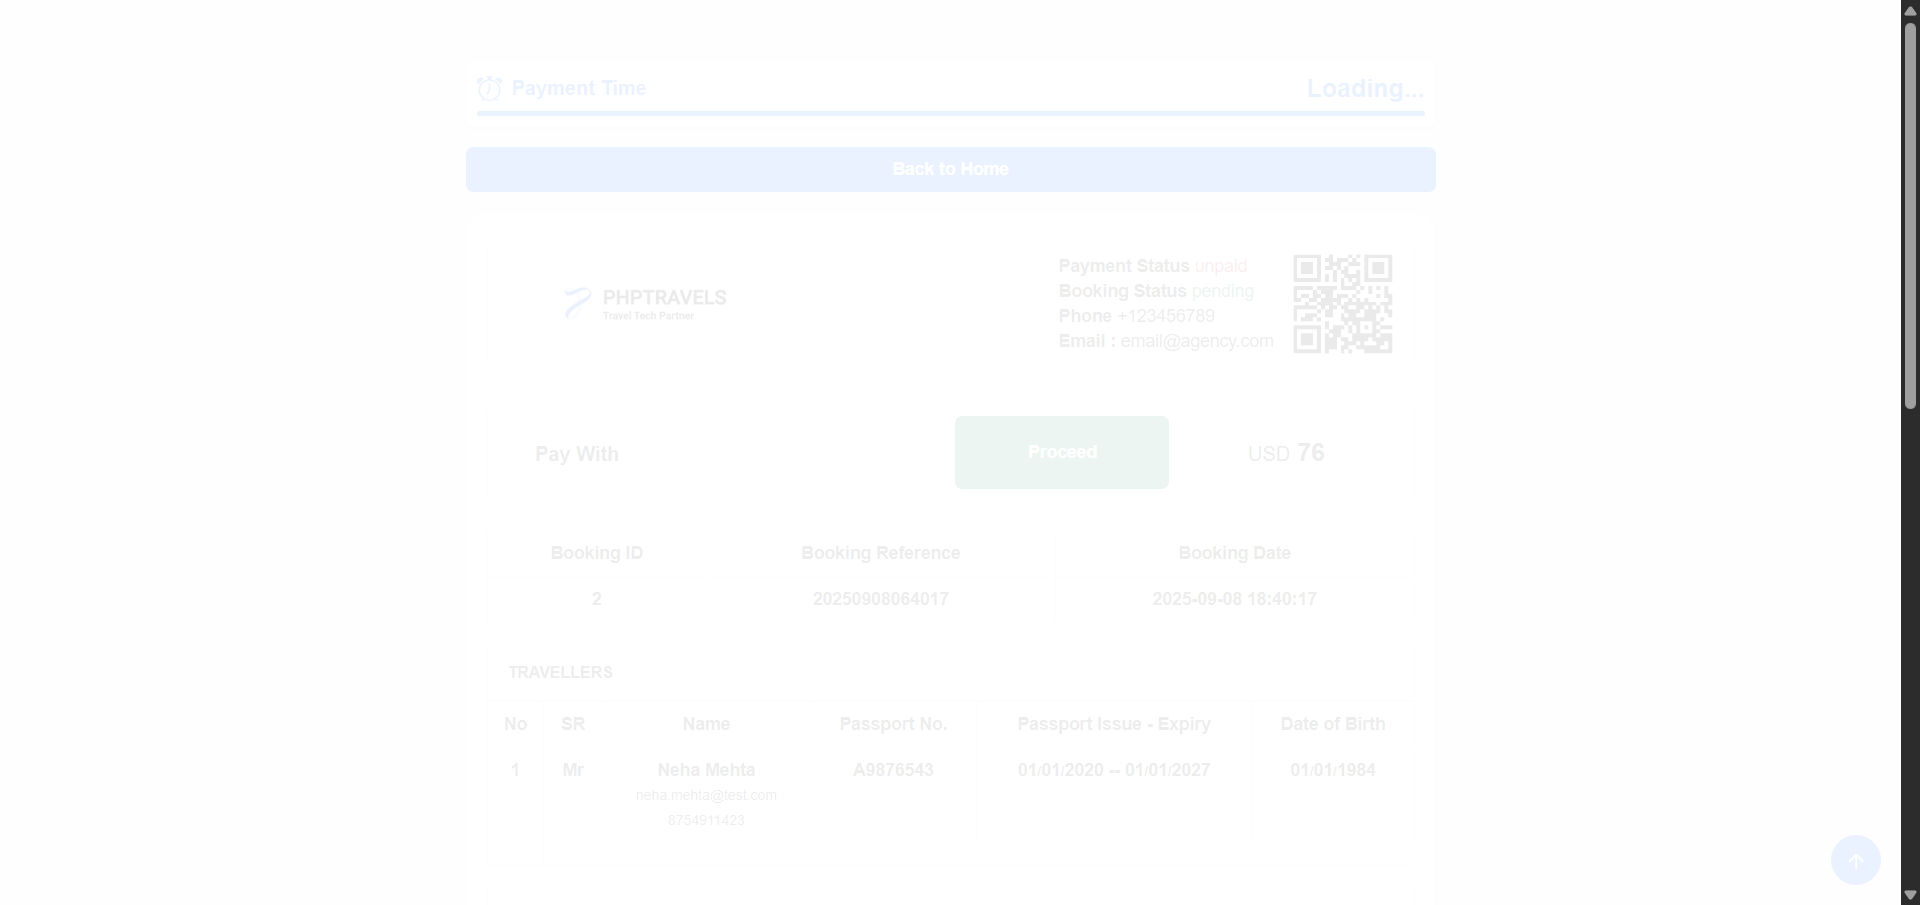 Payment Time
Loading...
Back to Home
PHPTRAVELS
Travel Tech Partner
Payment Status unpaid
Booking Status pending
Phone +123456789
Email : email@agency.com
Pay With
Proceed
USD 76
Booking ID Booking Reference Booking Date
2 20250908064017 2025-09-08 18:40:17
TRAVELLERS
No SR Name Passport No. Passport Issue - Expiry Date of Birth
1 Mr Neha Mehta A9876543 01/01/2020 -- 01/01/2027 01/01/1984
neha.mehta@test.com
8754911423